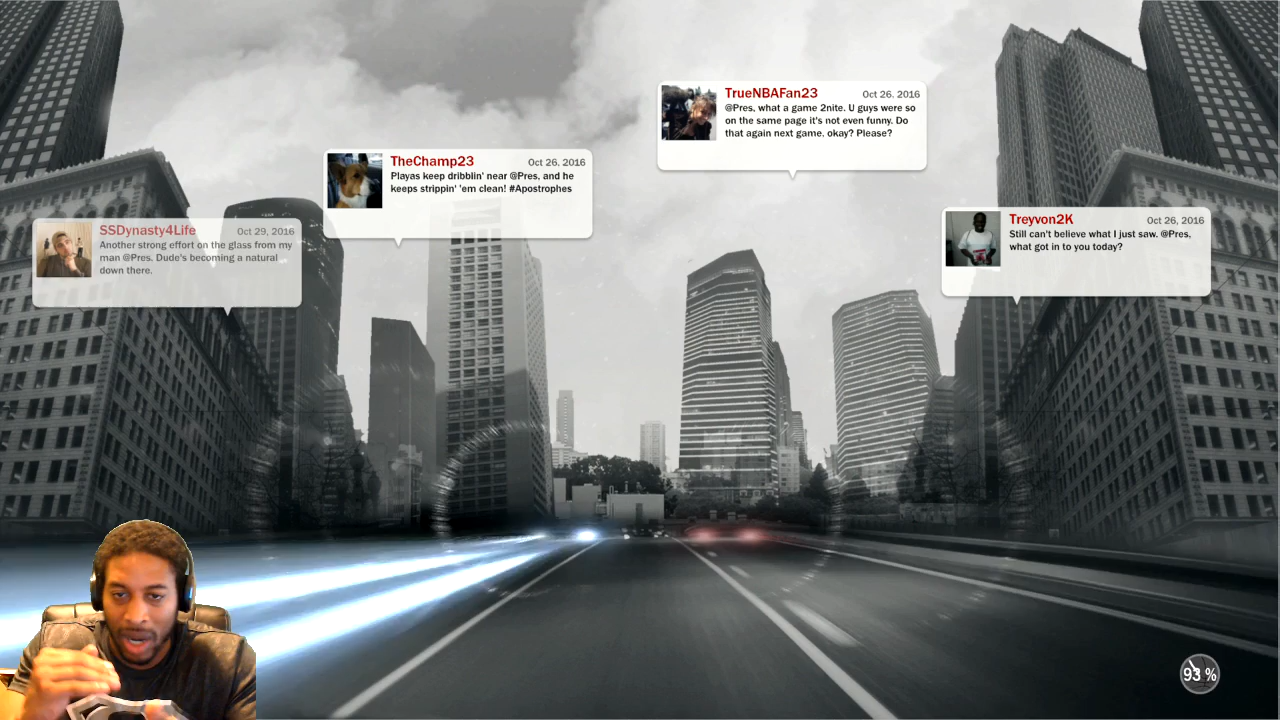 SSDynasty4Life Oct 29, 2016
Another strong effort on the glass from my
man @Pres. Dude's becoming a natural
down there.
TheChamp23 Oct 26. 2016
Playas keep dribblin' near @Pres, and he
keeps strippin' 'em clean! #Apostrophes
TrueNBAFan23 Oct 26. 2016
@Pres, what a game 2nite. U guys were so
on the same page it's not even funny. Do
that again next game. okay? Please?
Treyvon2K Oct 26, 2016
Still can't believe what I just saw. @Pres,
what got in to you today?
93 %